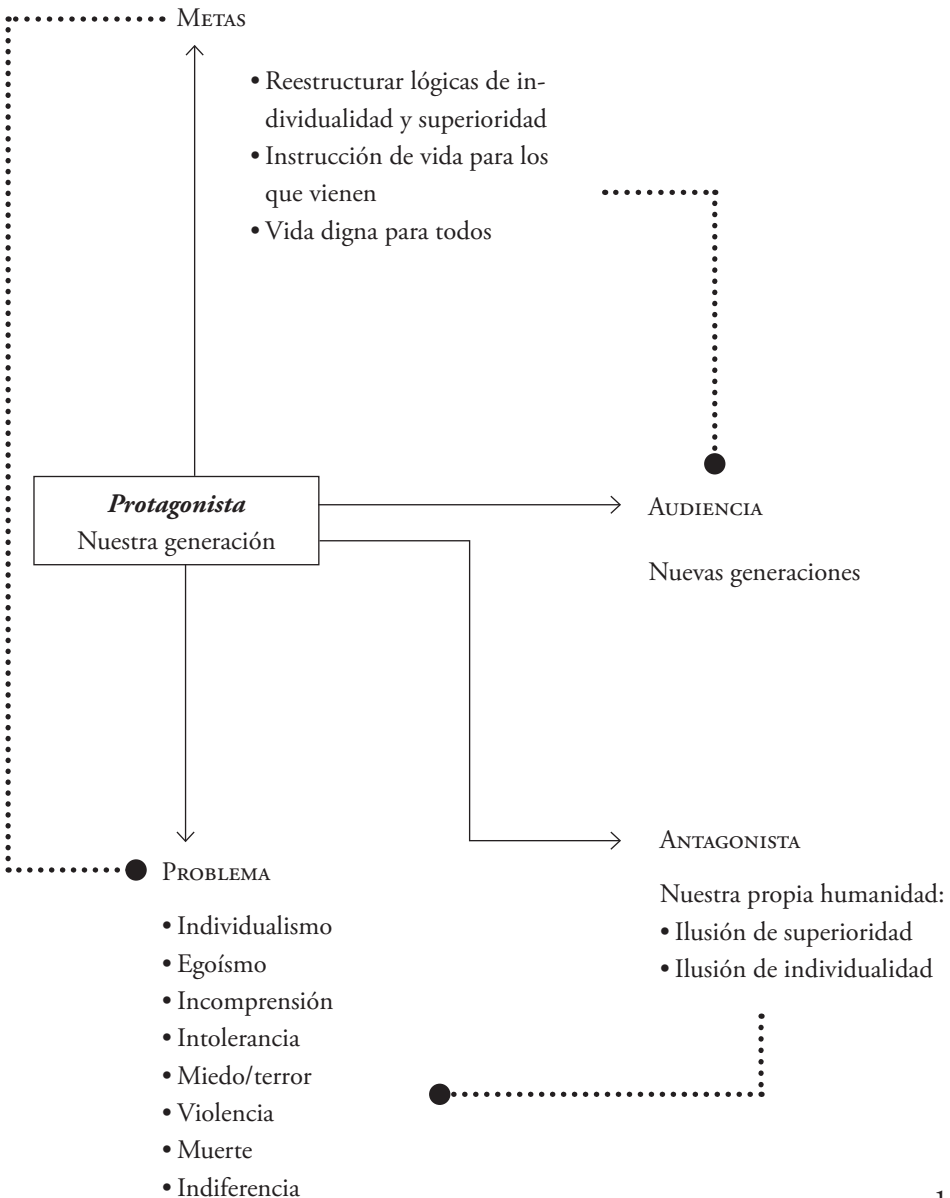 METAS
• Reestructurar lógicas de in-
dividualidad y superioridad
• Instrucción de vida para los
que vienen
• Vida digna para todos
Protagonista
Nuestra generación
AUDIENCIA
Nuevas generaciones
ANTAGONISTA
Nuestra propia humanidad:
• Ilusión de superioridad
• Ilusión de individualidad
PROBLEMA
• Individualismo
• Egoísmo
• Incomprensión
• Intolerancia
• Miedo/terror
• Violencia
• Muerte
• Indiferencia